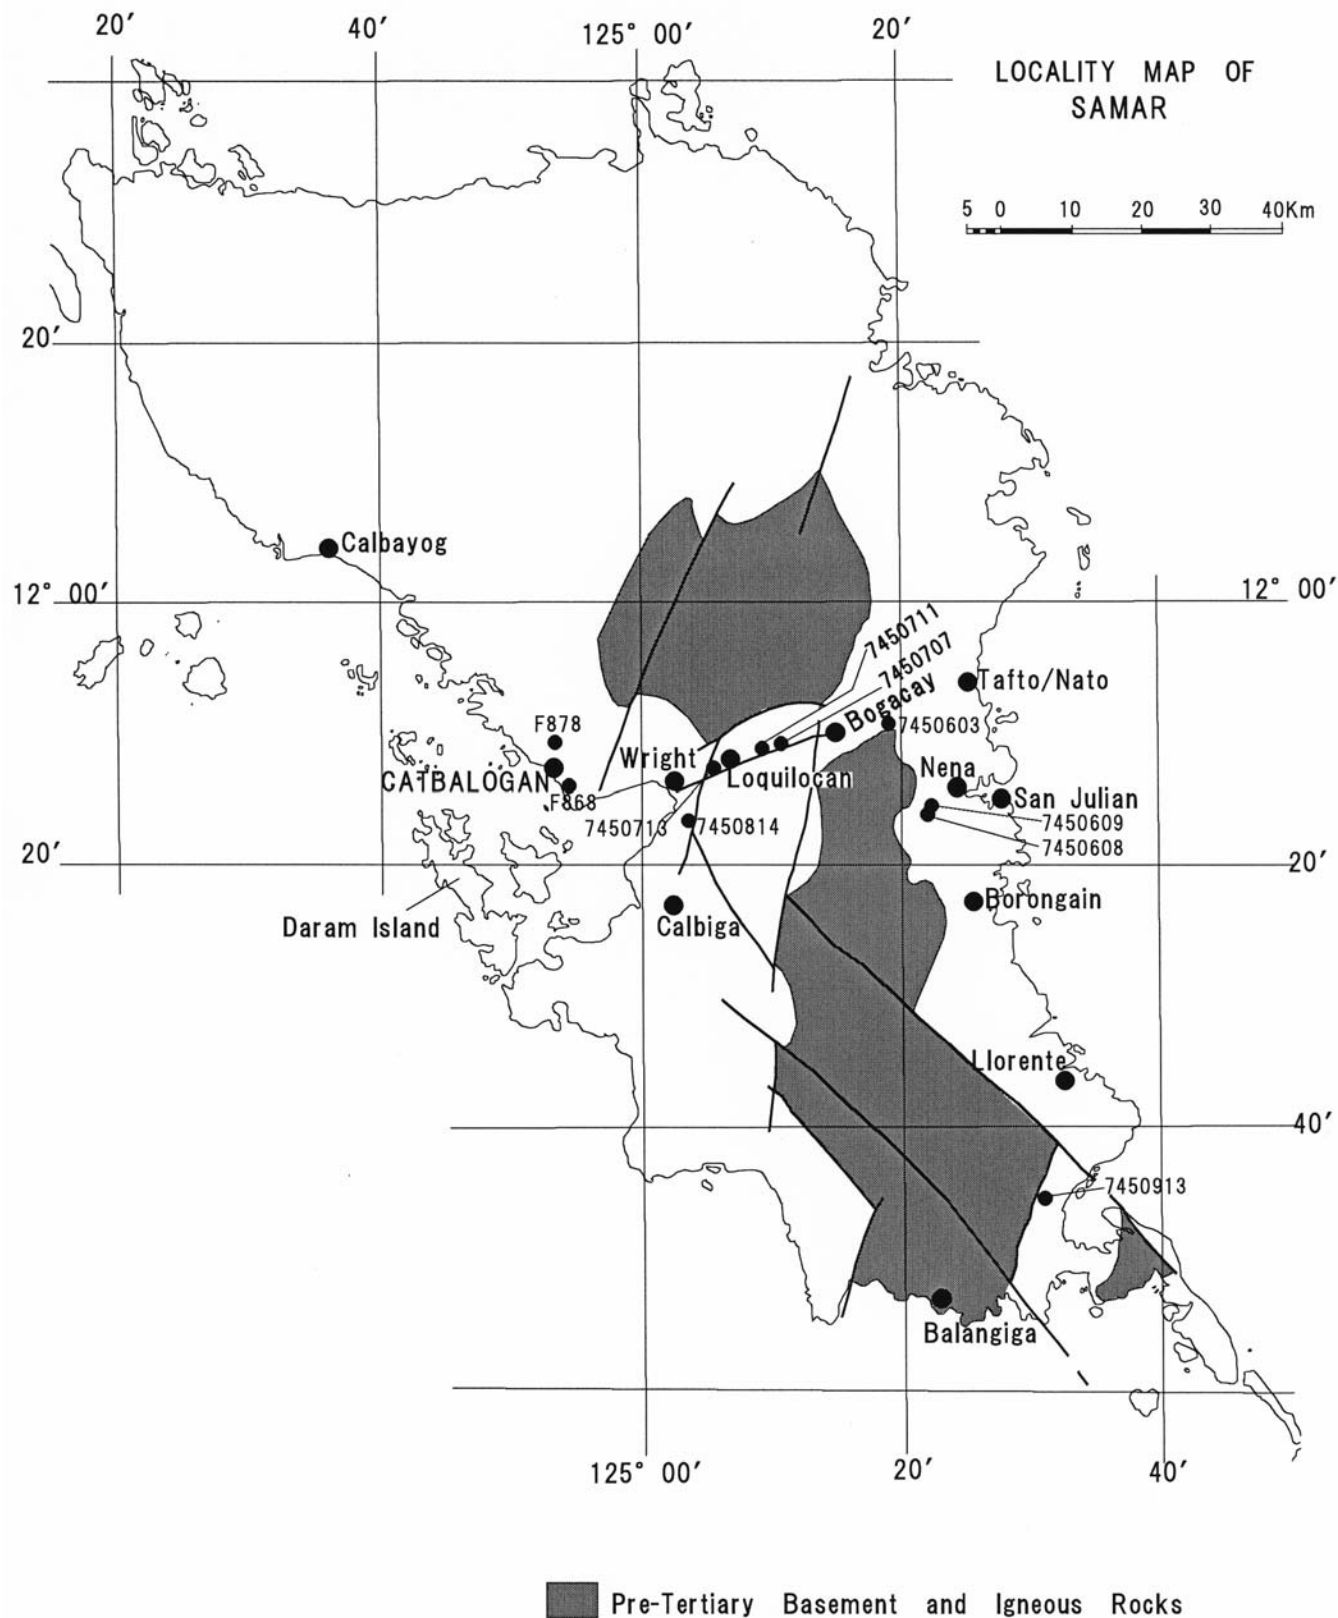 20′ 40′ 125° 00′ 20′
LOCALITY MAP OF
SAMAR
5 0 10 20 30 40Km
20′
Calbayog
12° 00′ 12° 00′
7450711
7450707
Tafto/Nato
Bogacay
F878
7450603
Wright
CATBALOGAN
Loquilocan
Nena
San Julian
F868
7450713
7450814
7450609
7450608
20′ 20′
Borongain
Daram Island
Calbiga
Llorente
40′
7450913
Balangiga
125° 00′ 20′ 40′
Pre-Tertiary Basement and Igneous Rocks